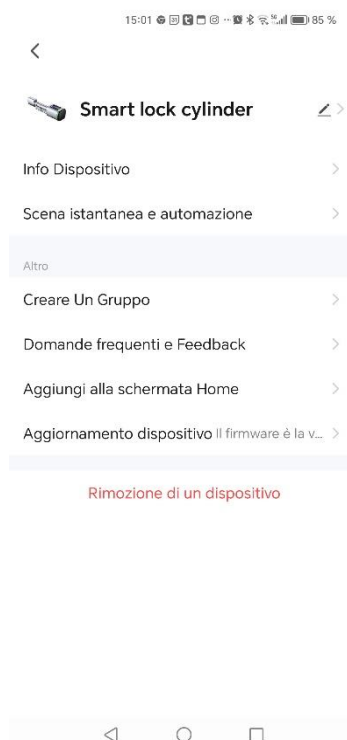 15:01 85 %
Smart lock cylinder
Info Dispositivo
Scena istantanea e automazione
Altro
Creare Un Gruppo
Domande frequenti e Feedback
Aggiungi alla schermata Home
Aggiornamento dispositivo Il firmware è la v...
Rimozione di un dispositivo